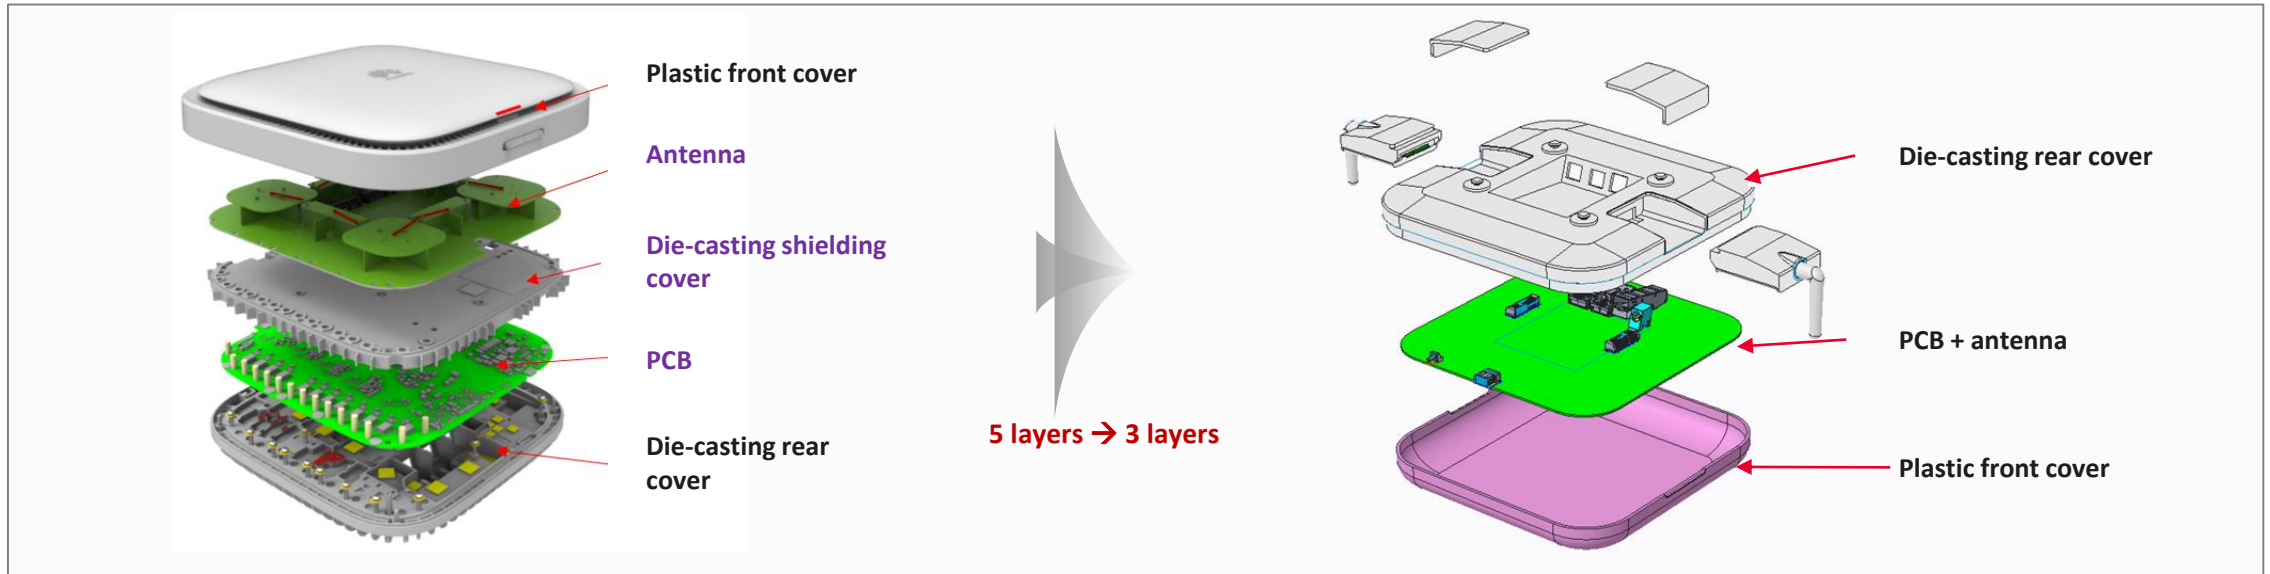 Plastic front cover
Antenna
Die-casting shielding
cover
PCB
Die-casting rear
cover
5 layers → 3 layers
Die-casting rear cover
PCB + antenna
Plastic front cover